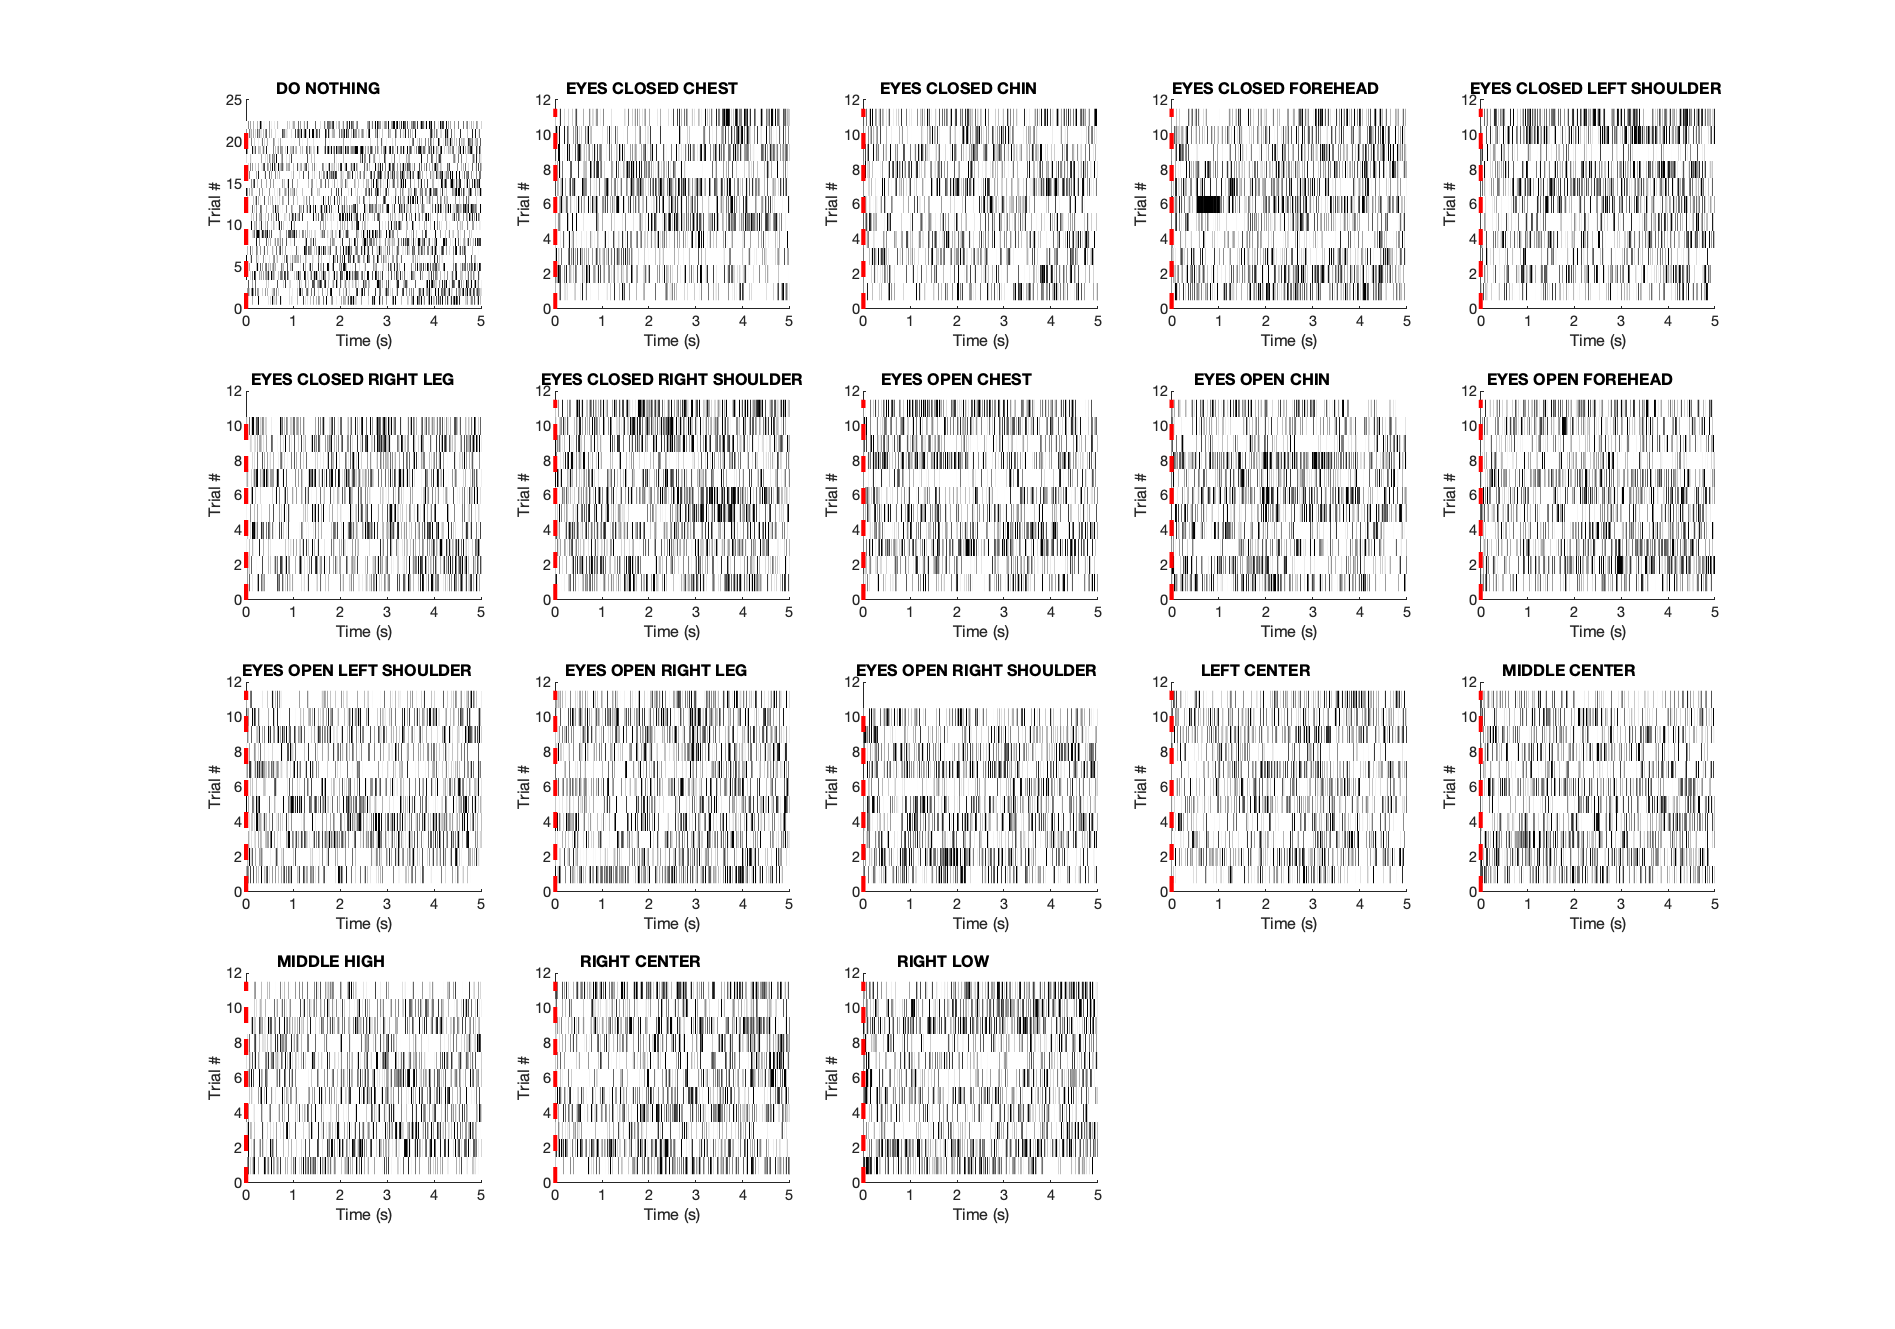 DO NOTHING
25
20
15
10
5
0
Trial #
0 1 2 3 4 5
Time (s)
EYES CLOSED CHEST
12
10
8
6
4
2
0
Trial #
0 1 2 3 4 5
Time (s)
EYES CLOSED CHIN
12
10
8
6
4
2
0
Trial #
0 1 2 3 4 5
Time (s)
EYES CLOSED FOREHEAD
12
10
8
6
4
2
0
Trial #
0 1 2 3 4 5
Time (s)
EYES CLOSED LEFT SHOULDER
12
10
8
6
4
2
0
Trial #
0 1 2 3 4 5
Time (s)
EYES CLOSED RIGHT LEG
12
10
8
6
4
2
0
Trial #
0 1 2 3 4 5
Time (s)
EYES CLOSED RIGHT SHOULDER
12
10
8
6
4
2
0
Trial #
0 1 2 3 4 5
Time (s)
EYES OPEN CHEST
12
10
8
6
4
2
0
Trial #
0 1 2 3 4 5
Time (s)
EYES OPEN CHIN
12
10
8
6
4
2
0
Trial #
0 1 2 3 4 5
Time (s)
EYES OPEN FOREHEAD
12
10
8
6
4
2
0
Trial #
0 1 2 3 4 5
Time (s)
EYES OPEN LEFT SHOULDER
12
10
8
6
4
2
0
Trial #
0 1 2 3 4 5
Time (s)
EYES OPEN RIGHT LEG
12
10
8
6
4
2
0
Trial #
0 1 2 3 4 5
Time (s)
EYES OPEN RIGHT SHOULDER
12
10
8
6
4
2
0
Trial #
0 1 2 3 4 5
Time (s)
LEFT CENTER
12
10
8
6
4
2
0
Trial #
0 1 2 3 4 5
Time (s)
MIDDLE CENTER
12
10
8
6
4
2
0
Trial #
0 1 2 3 4 5
Time (s)
MIDDLE HIGH
12
10
8
6
4
2
0
Trial #
0 1 2 3 4 5
Time (s)
RIGHT CENTER
12
10
8
6
4
2
0
Trial #
0 1 2 3 4 5
Time (s)
RIGHT LOW
12
10
8
6
4
2
0
Trial #
0 1 2 3 4 5
Time (s)